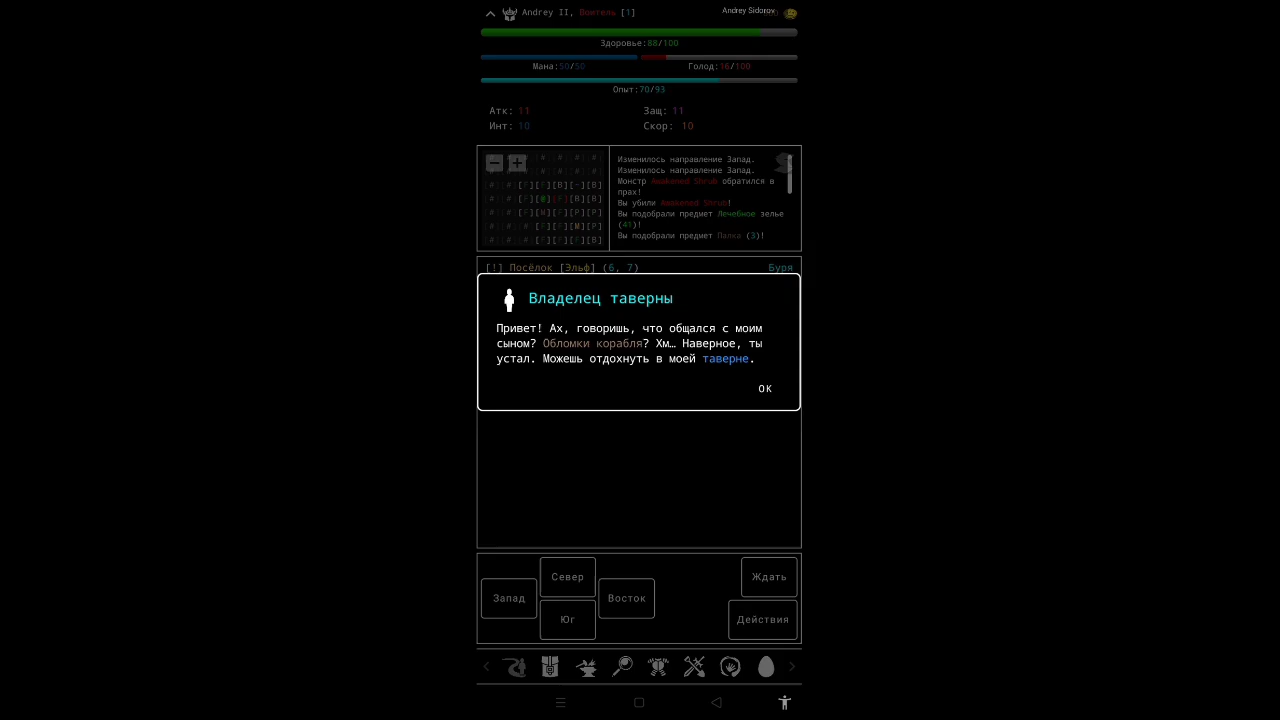 Andrey II, Воитель [1]
Andrey Sidorov
Здоровье:88/100
Мана:50/50 Голод:16/100
Опыт:70/93
Атк: 11 Защ: 11
Инт: 10 Скор: 10
Изменилось направление Запад.
Изменилось направление Запад.
Монстр Awakened Shrub обратился в
прах!
Вы убили Awakened Shrub!
Вы подобрали предмет Лечебное зелье
(41)!
Вы подобрали предмет Палка (3)!
[!] Посёлок [Эльф] (6, 7) Буря
Владелец таверны
Привет! Ах, говоришь, что общался с моим
сыном? Обломки корабля? Хм… Наверное, ты
устал. Можешь отдохнуть в моей таверне.
ОК
Север
Ждать
Запад
Восток
Юг
Действия